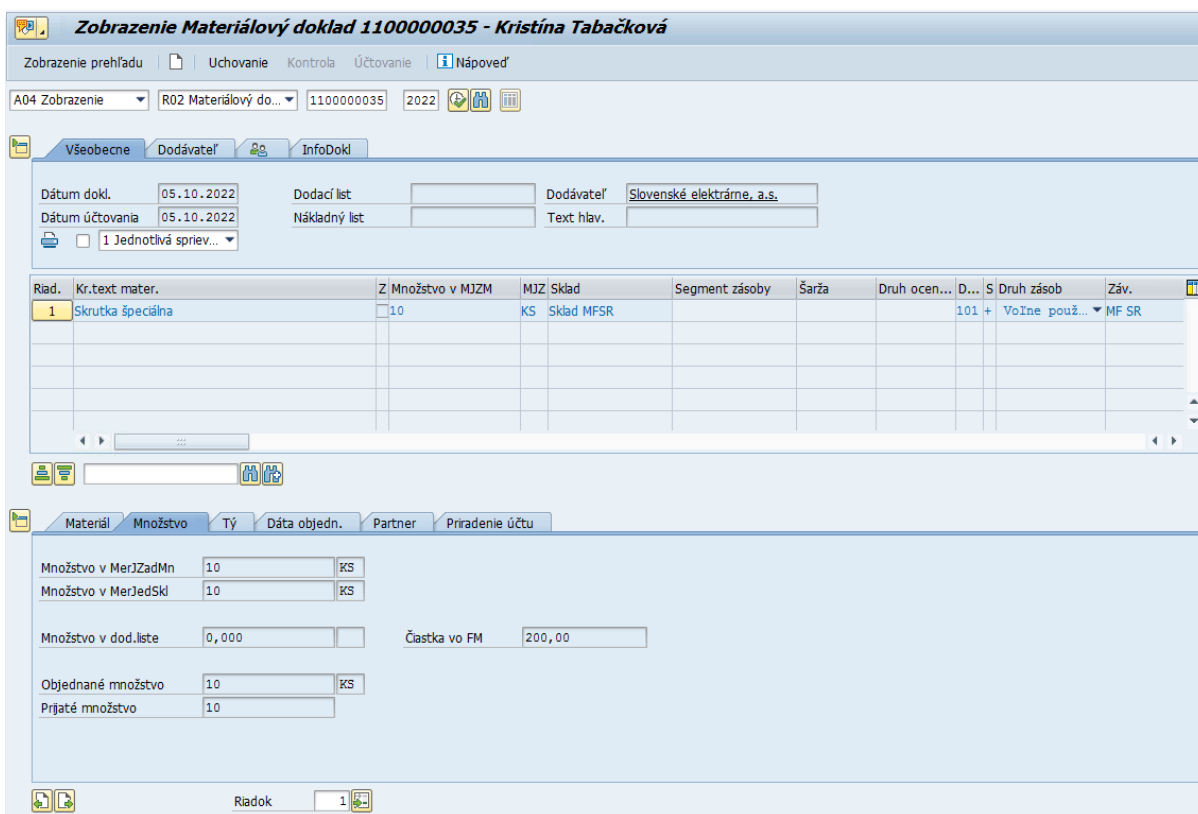 Zobrazenie Materiálový doklad 1100000035 - Kristína Tabačková
Zobrazenie prehľadu Uchovanie Kontrola Účtovanie Nápoveď
A04 Zobrazenie R02 Materiálový do... 1100000035 2022
Všeobecne Dodávateľ InfoDokl
Dátum dokl. 05.10.2022 Dodací list Dodávateľ Slovenské elektrárne, a.s.
Dátum účtovania 05.10.2022 Nákladný list Text hlav.
1 Jednotlivá spriev...
Riad. Kr.text mater. Z Množstvo v MJZM MJZ Sklad Segment zásoby Šarža Druh ocen... D... S Druh zásob Záv.
1 Skrutka špeciálna 10 KS Sklad MFSR 101 + Voľne použ... MF SR
Materiál Množstvo Tý Dáta objedn. Partner Priradenie účtu
Množstvo v MerJZadMn 10 KS
Množstvo v MerJedSkl 10 KS
Množstvo v dod.liste 0,000 Čiastka vo FM 200,00
Objednané množstvo 10 KS
Prijaté množstvo 10
Riadok 1